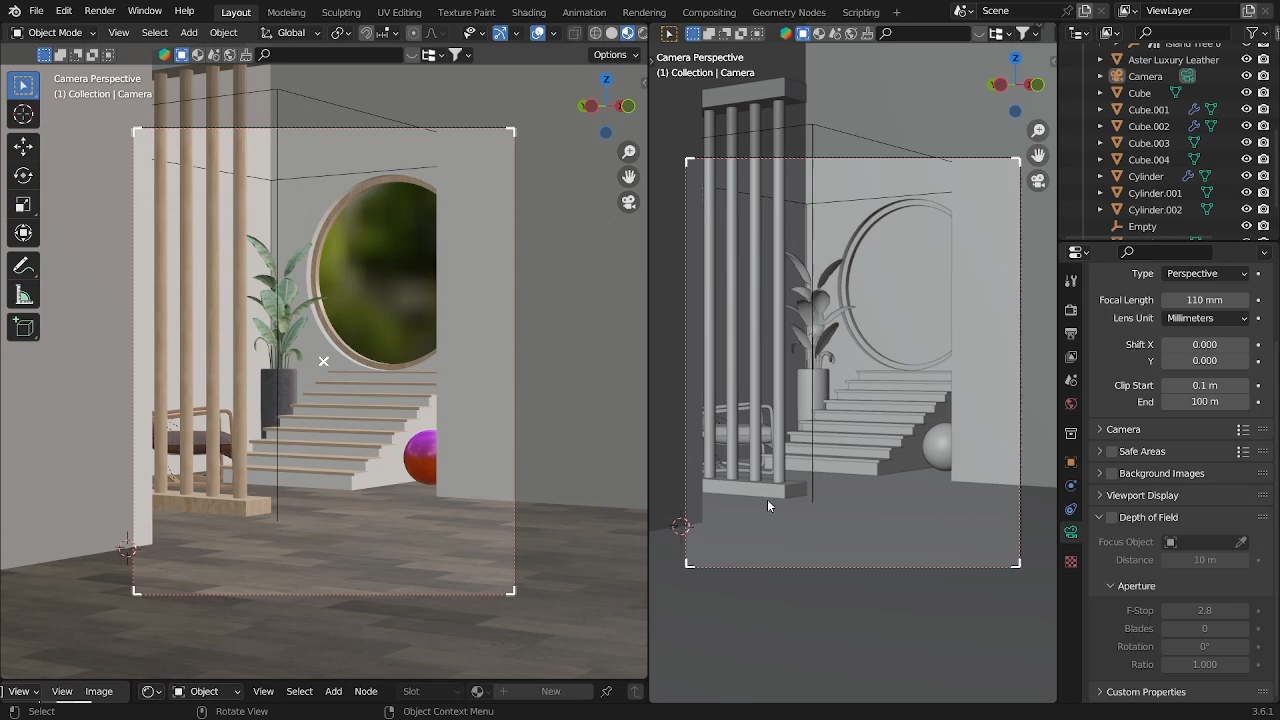 File Edit Render Window Help Layout Modeling Sculpting UV Editing Texture Paint Shading Animation Rendering Compositing Geometry Nodes Scripting Scene ViewLayer
Object Mode View Select Add Object Global
Options
Camera Perspective
(1) Collection | Camera
Z
Camera Perspective
(1) Collection | Camera
Z
Aster Luxury Leather
Camera
Cube
Cube.001
Cube.002
Cube.003
Cube.004
Cylinder
Cylinder.001
Cylinder.002
Empty
Type Perspective
Focal Length 110 mm
Lens Unit Millimeters
Shift X 0.000
Y 0.000
Clip Start 0.1 m
End 100 m
Camera
Safe Areas
Background Images
Viewport Display
Depth of Field
Focus Object
Distance 10 m
Aperture
F-Stop 2.8
Blades 0
Rotation 0°
Ratio 1.000
Custom Properties
View View Image Object View Select Add Node Slot New
Select Rotate View Object Context Menu 3.6.1